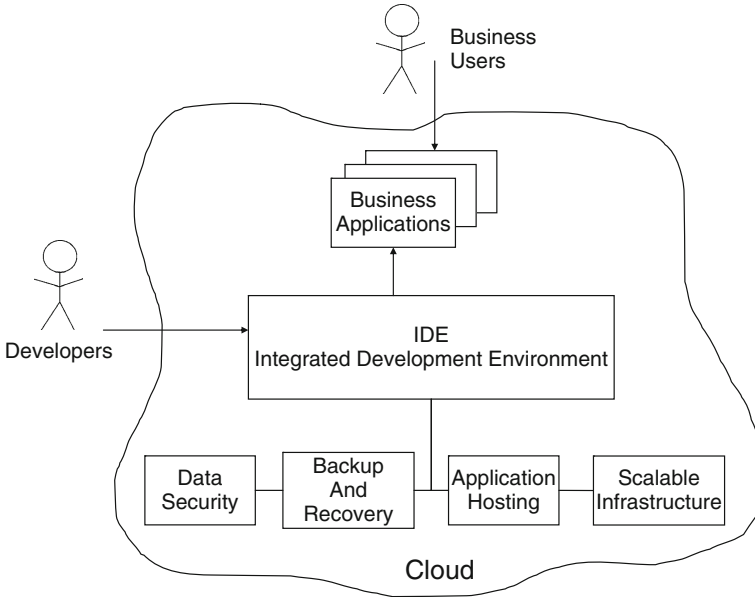 Business
Users
Business
Applications
Developers
IDE
Integrated Development Environment
Data
Security
Backup
And
Recovery
Application
Hosting
Scalable
Infrastructure
Cloud